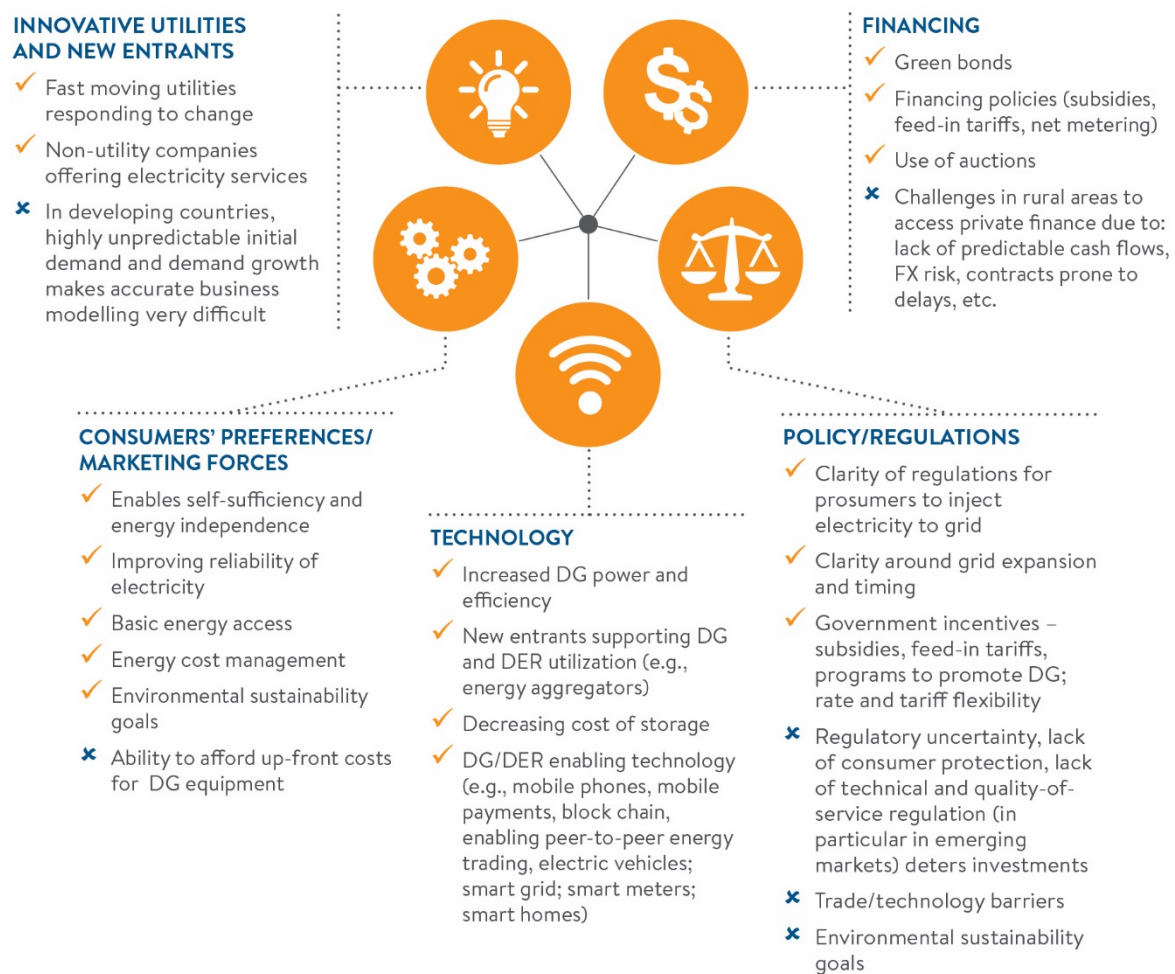 INNOVATIVE UTILITIES
AND NEW ENTRANTS
✓ Fast moving utilities
responding to change
✓ Non-utility companies
offering electricity services
✗ In developing countries,
highly unpredictable initial
demand and demand growth
makes accurate business
modelling very difficult
$$
FINANCING
✓ Green bonds
✓ Financing policies (subsidies,
feed-in tariffs, net metering)
✓ Use of auctions
✗ Challenges in rural areas to
access private finance due to:
lack of predictable cash flows,
FX risk, contracts prone to
delays, etc.
CONSUMERS’ PREFERENCES/
MARKETING FORCES
✓ Enables self-sufficiency and
energy independence
✓ Improving reliability of
electricity
✓ Basic energy access
✓ Energy cost management
✓ Environmental sustainability
goals
✗ Ability to afford up-front costs
for DG equipment
TECHNOLOGY
✓ Increased DG power and
efficiency
✓ New entrants supporting DG
and DER utilization (e.g.,
energy aggregators)
✓ Decreasing cost of storage
✓ DG/DER enabling technology
(e.g., mobile phones, mobile
payments, block chain,
enabling peer-to-peer energy
trading, electric vehicles;
smart grid; smart meters;
smart homes)
POLICY/REGULATIONS
✓ Clarity of regulations for
prosumers to inject
electricity to grid
✓ Clarity around grid expansion
and timing
✓ Government incentives –
subsidies, feed-in tariffs,
programs to promote DG;
rate and tariff flexibility
✗ Regulatory uncertainty, lack
of consumer protection, lack
of technical and quality-of-
service regulation (in
particular in emerging
markets) deters investments
✗ Trade/technology barriers
✗ Environmental sustainability
goals